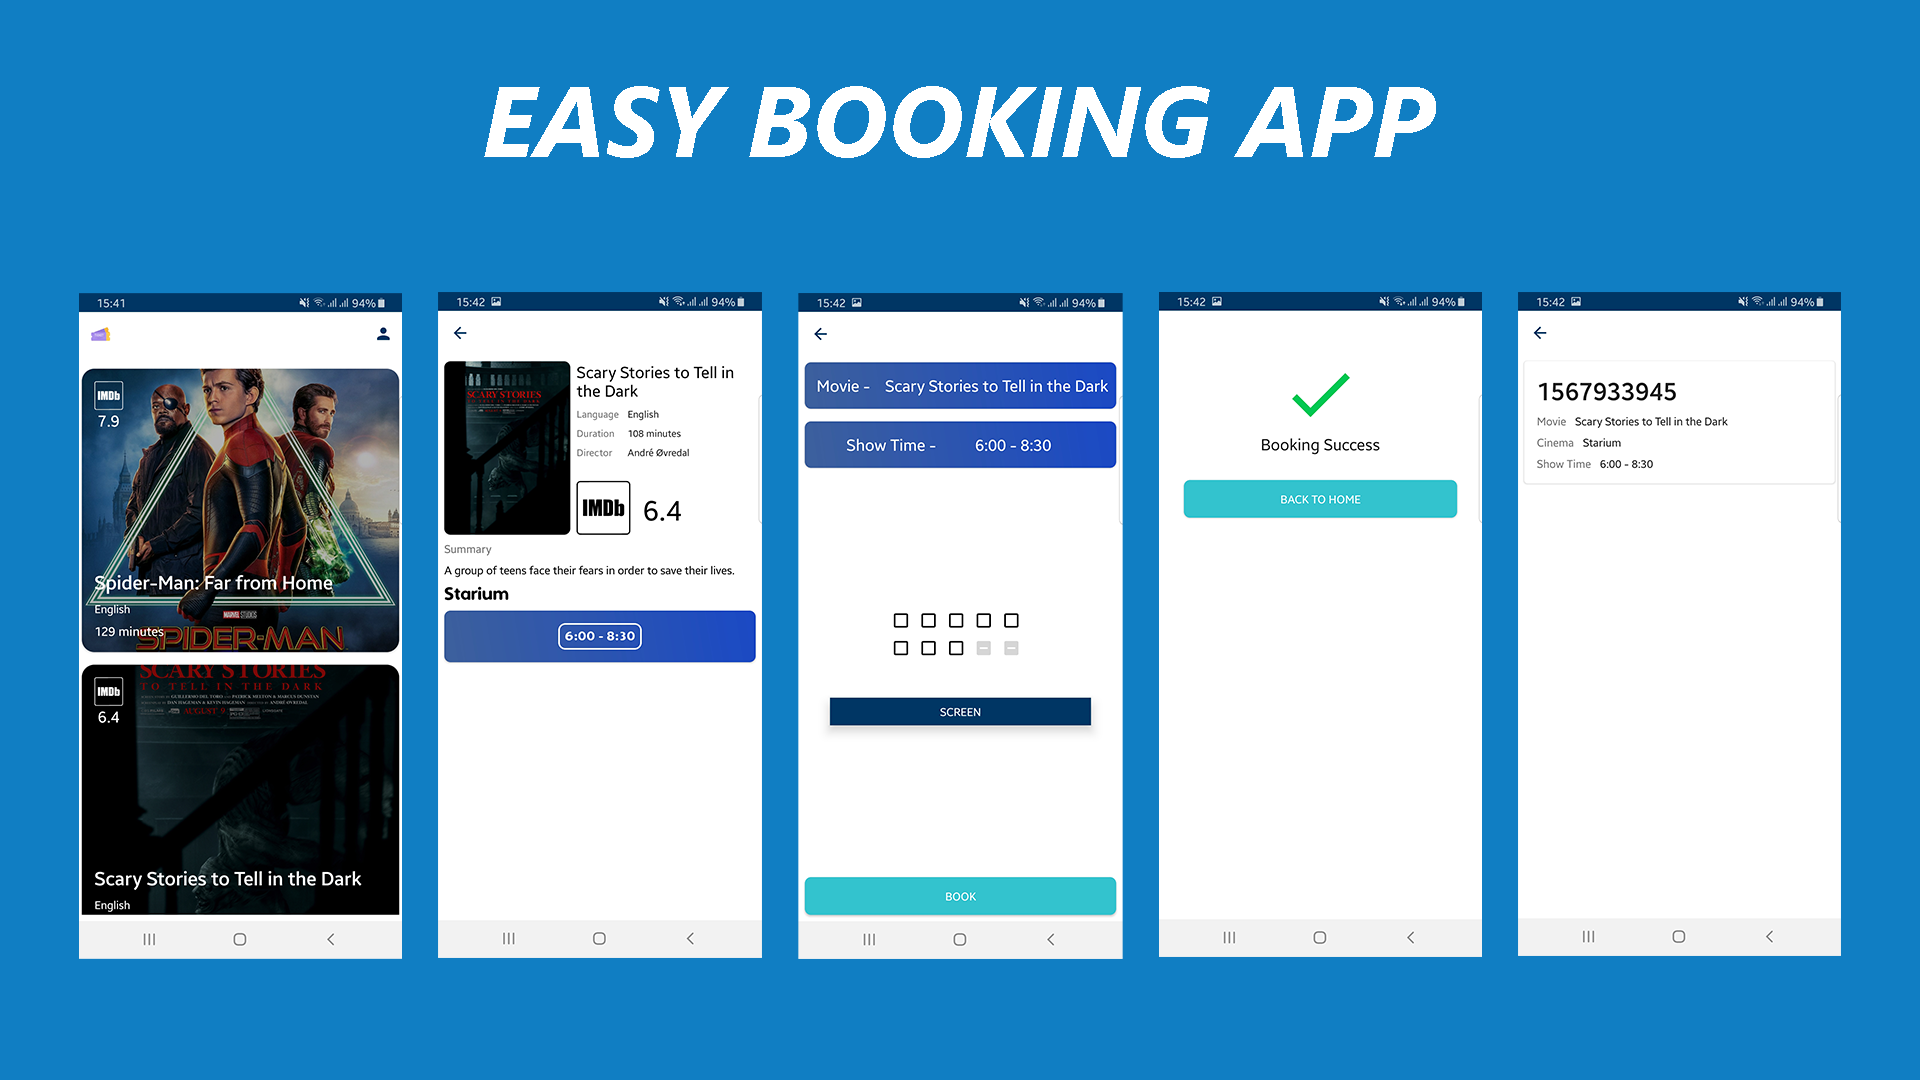 EASY BOOKING APP
15:41
94%
IMDb
7.9
Spider-Man: Far from Home
English
MARVEL STUDIOS
129 minutes
SPIDER-MAN
SCARY STORIES
TO TELL IN THE DARK
IMDb
6.4
AUGUST 9
Scary Stories to Tell in the Dark
English
15:42
94%
SCARY STORIES
Scary Stories to Tell in
the Dark
Language English
Duration 108 minutes
Director André Øvredal
IMDb 6.4
Summary
A group of teens face their fears in order to save their lives.
Starium
6:00 - 8:30
15:42
94%
Movie - Scary Stories to Tell in the Dark
Show Time - 6:00 - 8:30
SCREEN
BOOK
15:42
94%
Booking Success
BACK TO HOME
15:42
94%
1567933945
Movie Scary Stories to Tell in the Dark
Cinema Starium
Show Time 6:00 - 8:30